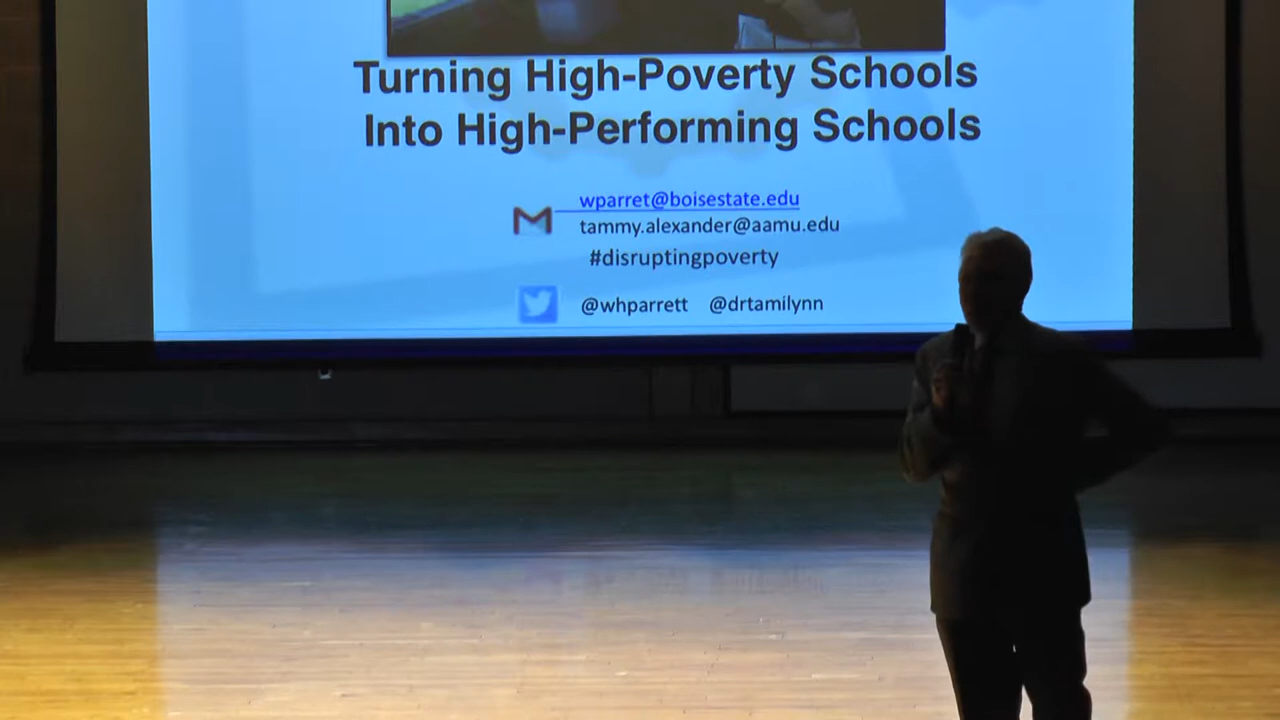 Turning High-Poverty Schools
Into High-Performing Schools
wparret@boisestate.edu
tammy.alexander@aamu.edu
#disruptingpoverty
@whparrett @drtamilynn